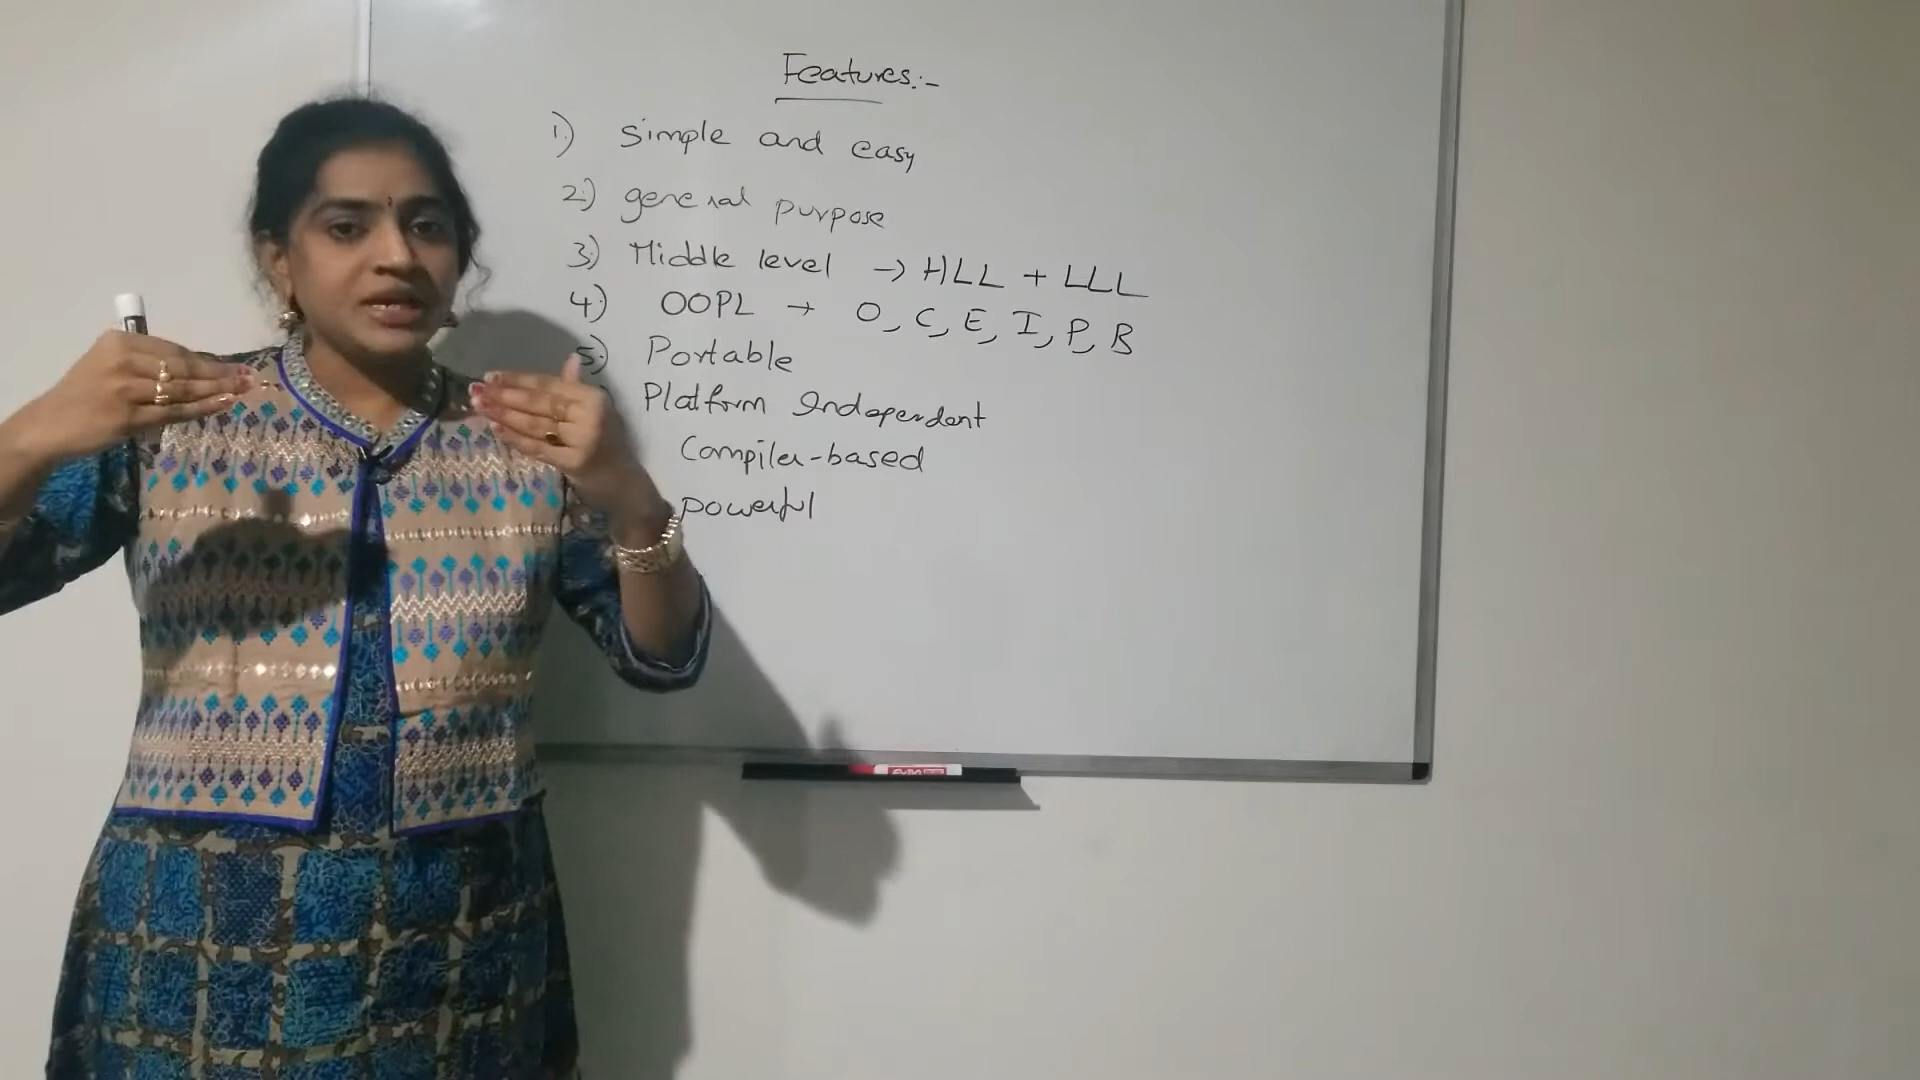 Features:-
1) Simple and easy
2) general purpose
3) Middle level → HLL + LLL
4) OOPL → O, C, E, I, P, B
5) Portable
Platform Independent
Compiler-based
powerful
EXPO